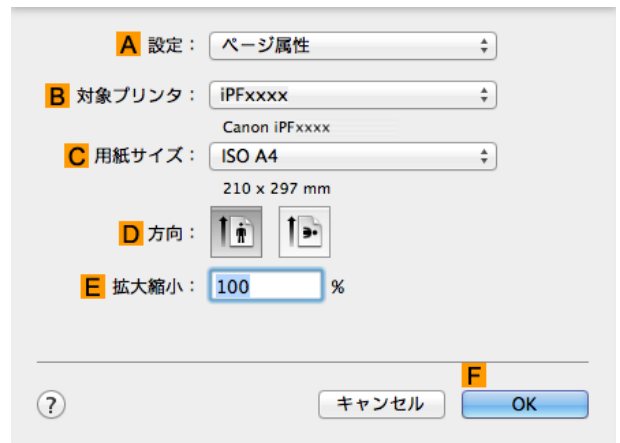 A 設定： ページ属性
B 対象プリンタ： iPFxxxx
Canon iPFxxxx
C 用紙サイズ： ISO A4
210 x 297 mm
D 方向：
E 拡大縮小： 100 %
F
? キャンセル OK